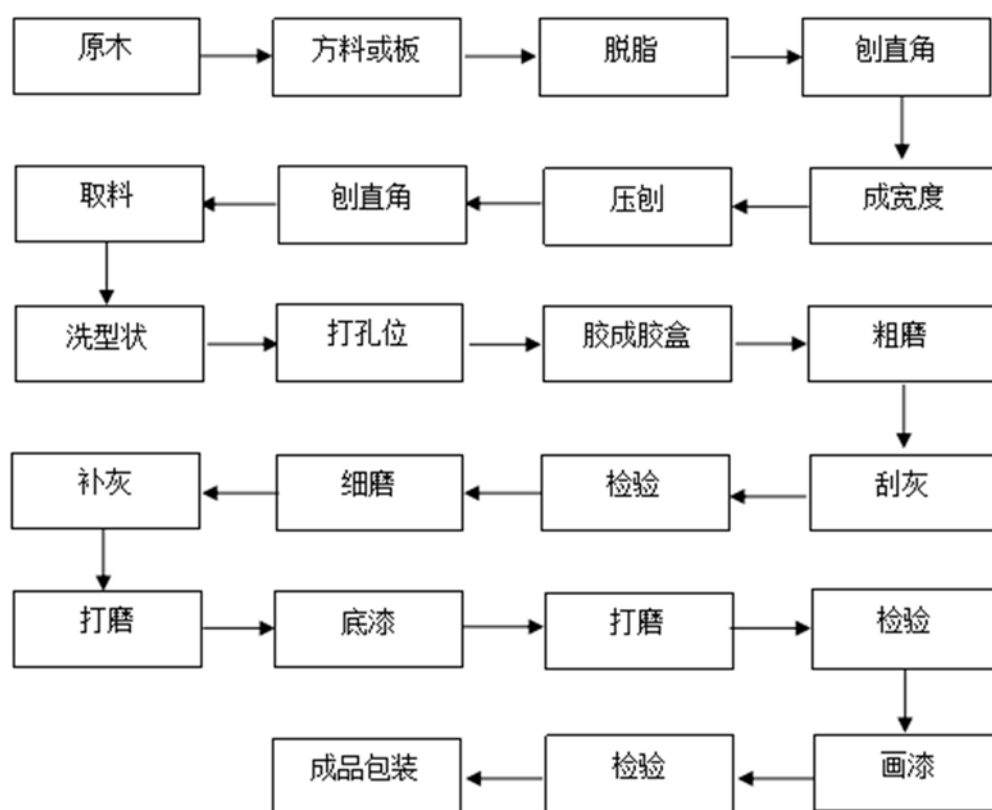 原木
方料或板
脱脂
刨直角
成宽度
压刨
刨直角
取料
洗型状
打孔位
胶成胶盒
粗磨
刮灰
检验
细磨
补灰
打磨
底漆
打磨
检验
画漆
检验
成品包装